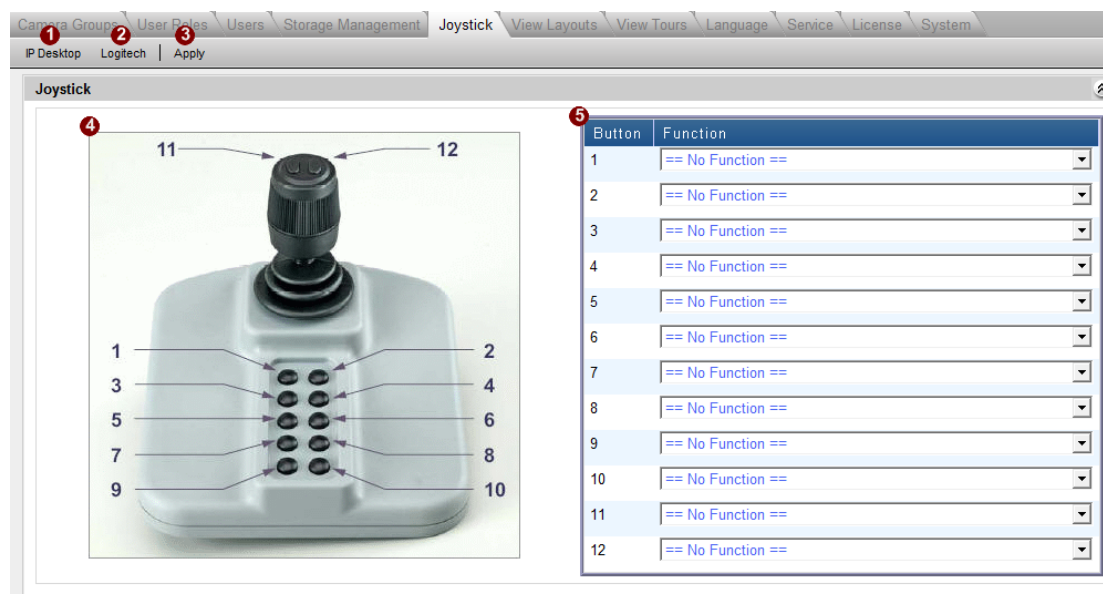 Camera Groups User Roles Users Storage Management Joystick View Layouts View Tours Language Service License System
1 2 3
IP Desktop Logitech | Apply
Joystick
4
5
11 12
1 2
3 4
5 6
7 8
9 10
Button Function
1 == No Function ==
2 == No Function ==
3 == No Function ==
4 == No Function ==
5 == No Function ==
6 == No Function ==
7 == No Function ==
8 == No Function ==
9 == No Function ==
10 == No Function ==
11 == No Function ==
12 == No Function ==